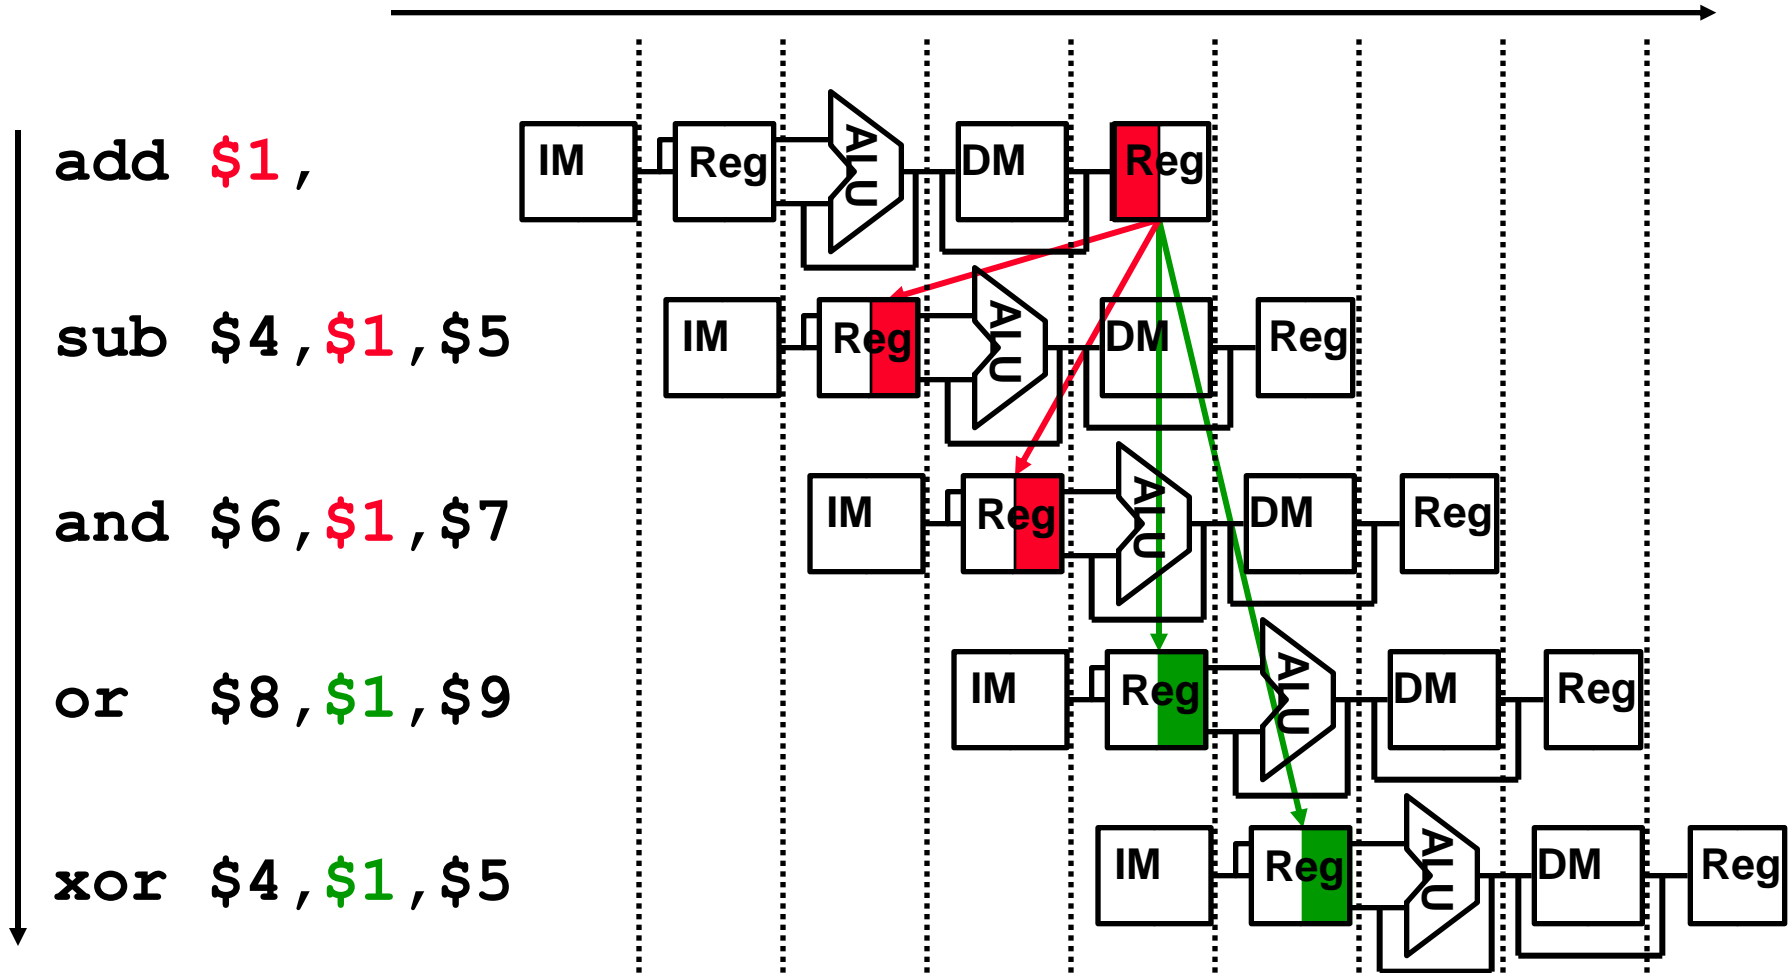 add $1, IM Reg ALU DM Reg
sub $4,$1,$5 IM Reg ALU DM Reg
and $6,$1,$7 IM Reg ALU DM Reg
or $8,$1,$9 IM Reg ALU DM Reg
xor $4,$1,$5 IM Reg ALU DM Reg